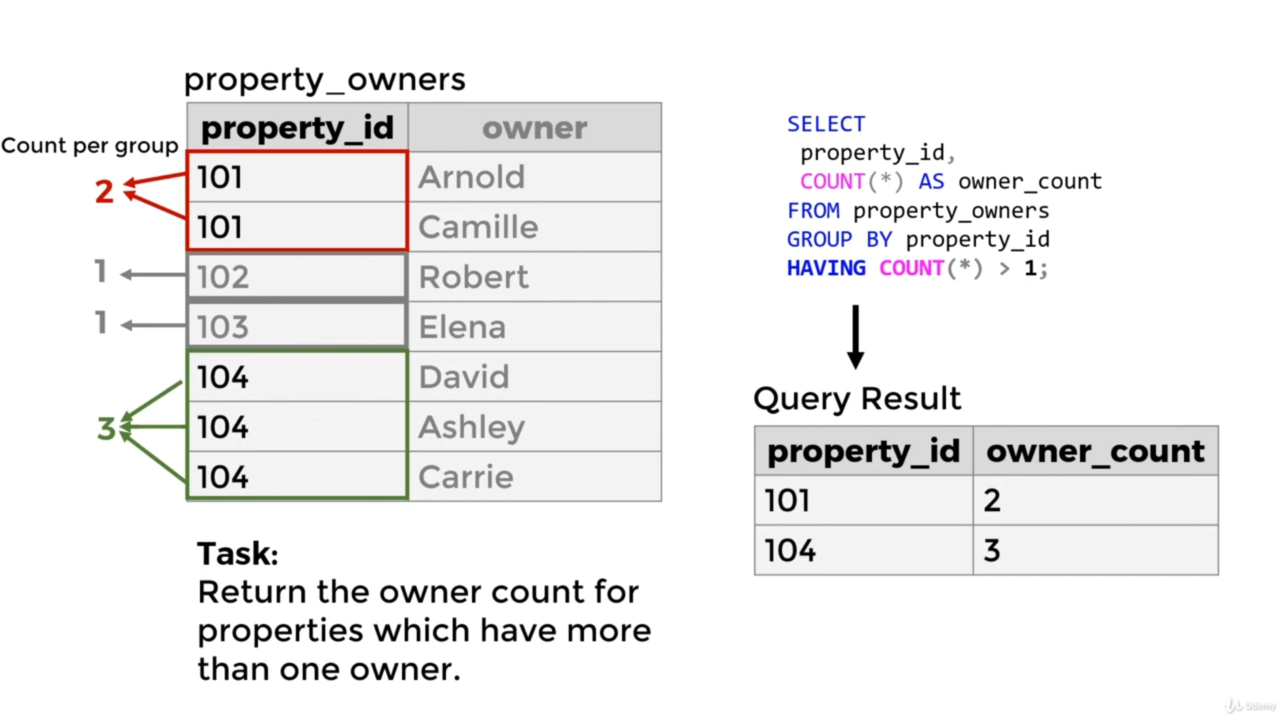 property_owners
Count per group
property_id owner
2
101 Arnold
101 Camille
1 102 Robert
1 103 Elena
104 David
3 104 Ashley
104 Carrie
Task:
Return the owner count for
properties which have more
than one owner.
SELECT
property_id,
COUNT(*) AS owner_count
FROM property_owners
GROUP BY property_id
HAVING COUNT(*) > 1;
Query Result
property_id owner_count
101 2
104 3
Udemy